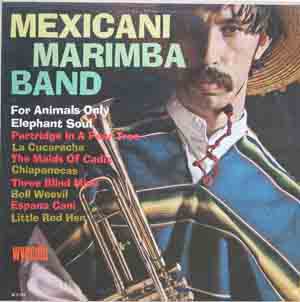 MEXICANI
MARIMBA
BAND
For Animals Only
Elephant Soul
Partridge In A Pear Tree
La Cucaracha
The Maids Of Cadiz
Chiapanecas
Three Blind Mice
Boll Weevil
Espana Cani
Little Red Hen
WYNCOTE